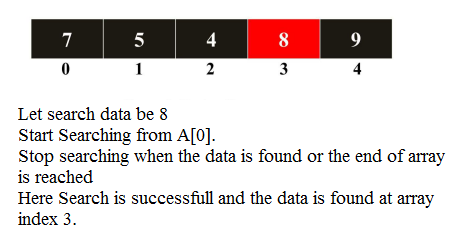 7 5 4 8 9
0 1 2 3 4
Let search data be 8
Start Searching from A[0].
Stop searching when the data is found or the end of array
is reached
Here Search is successfull and the data is found at array
index 3.